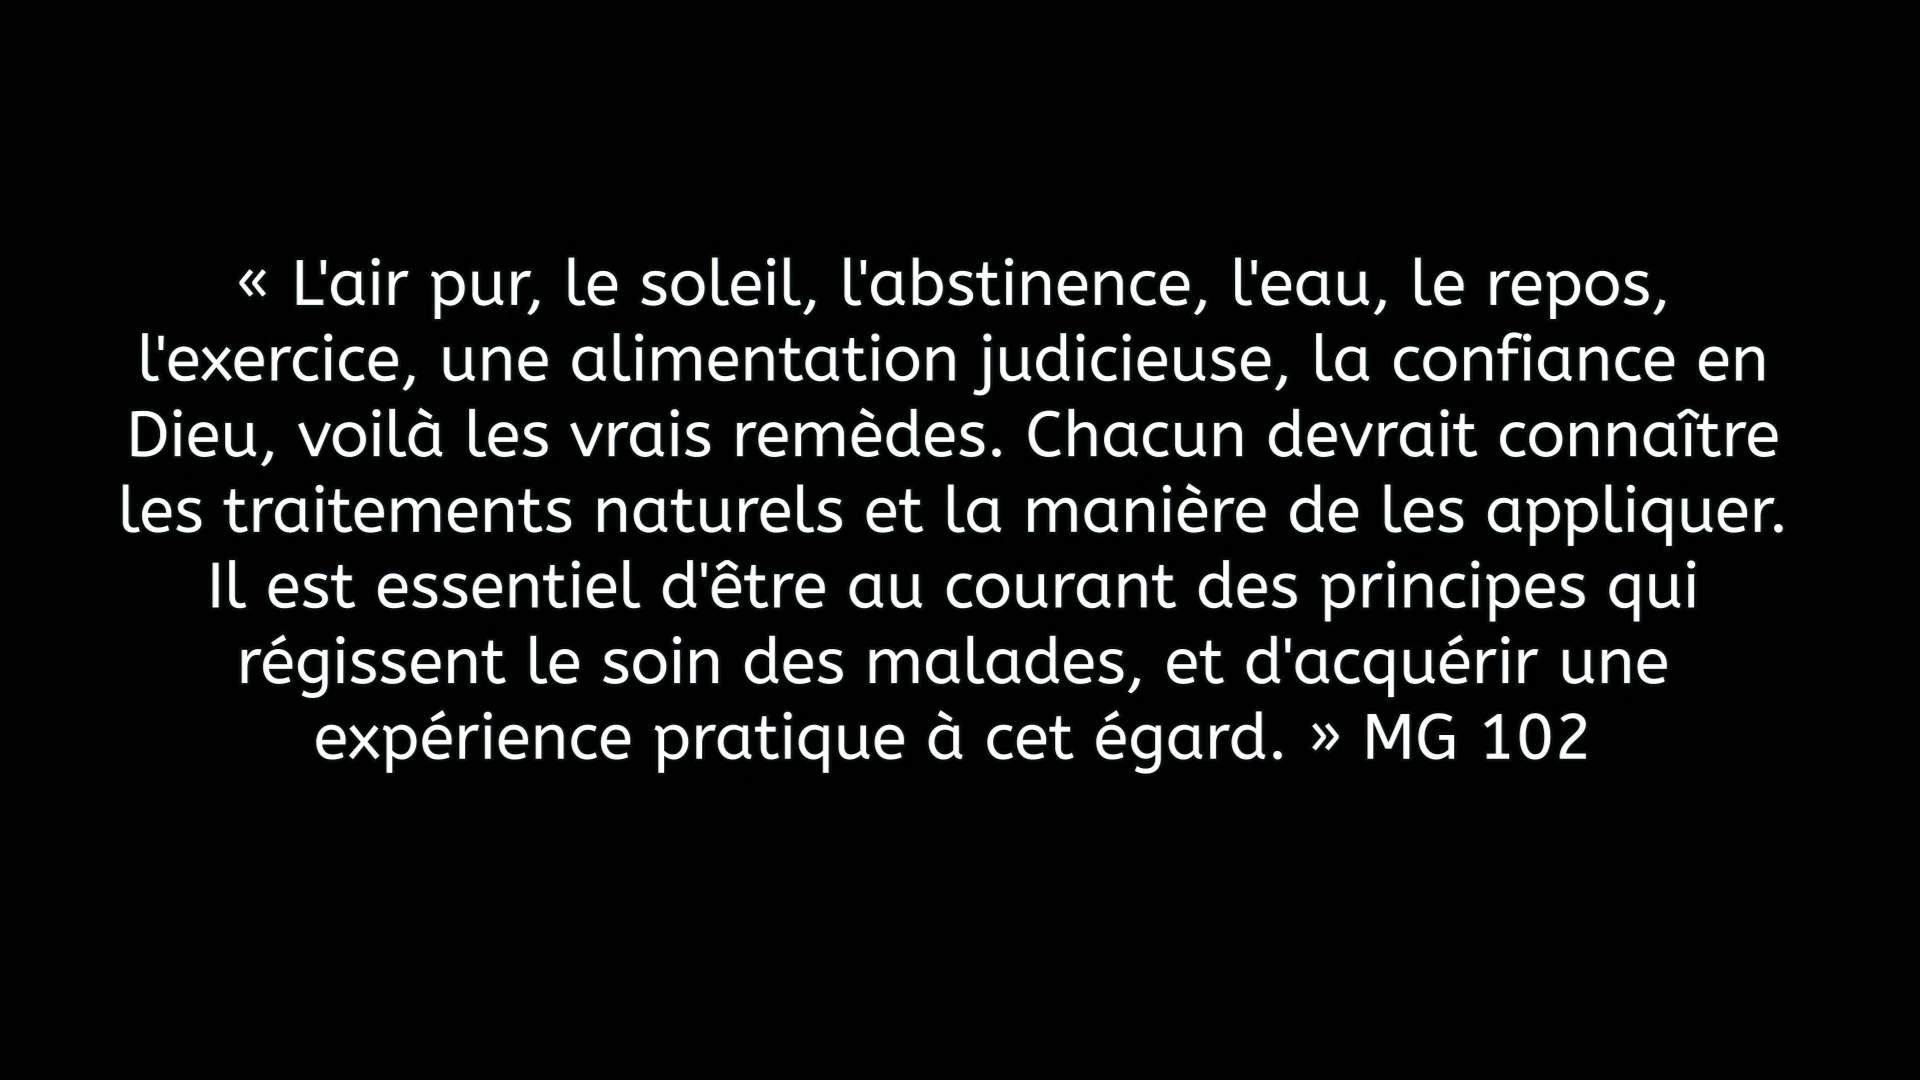 « L'air pur, le soleil, l'abstinence, l'eau, le repos,
l'exercice, une alimentation judicieuse, la confiance en
Dieu, voilà les vrais remèdes. Chacun devrait connaître
les traitements naturels et la manière de les appliquer.
Il est essentiel d'être au courant des principes qui
régissent le soin des malades, et d'acquérir une
expérience pratique à cet égard. » MG 102